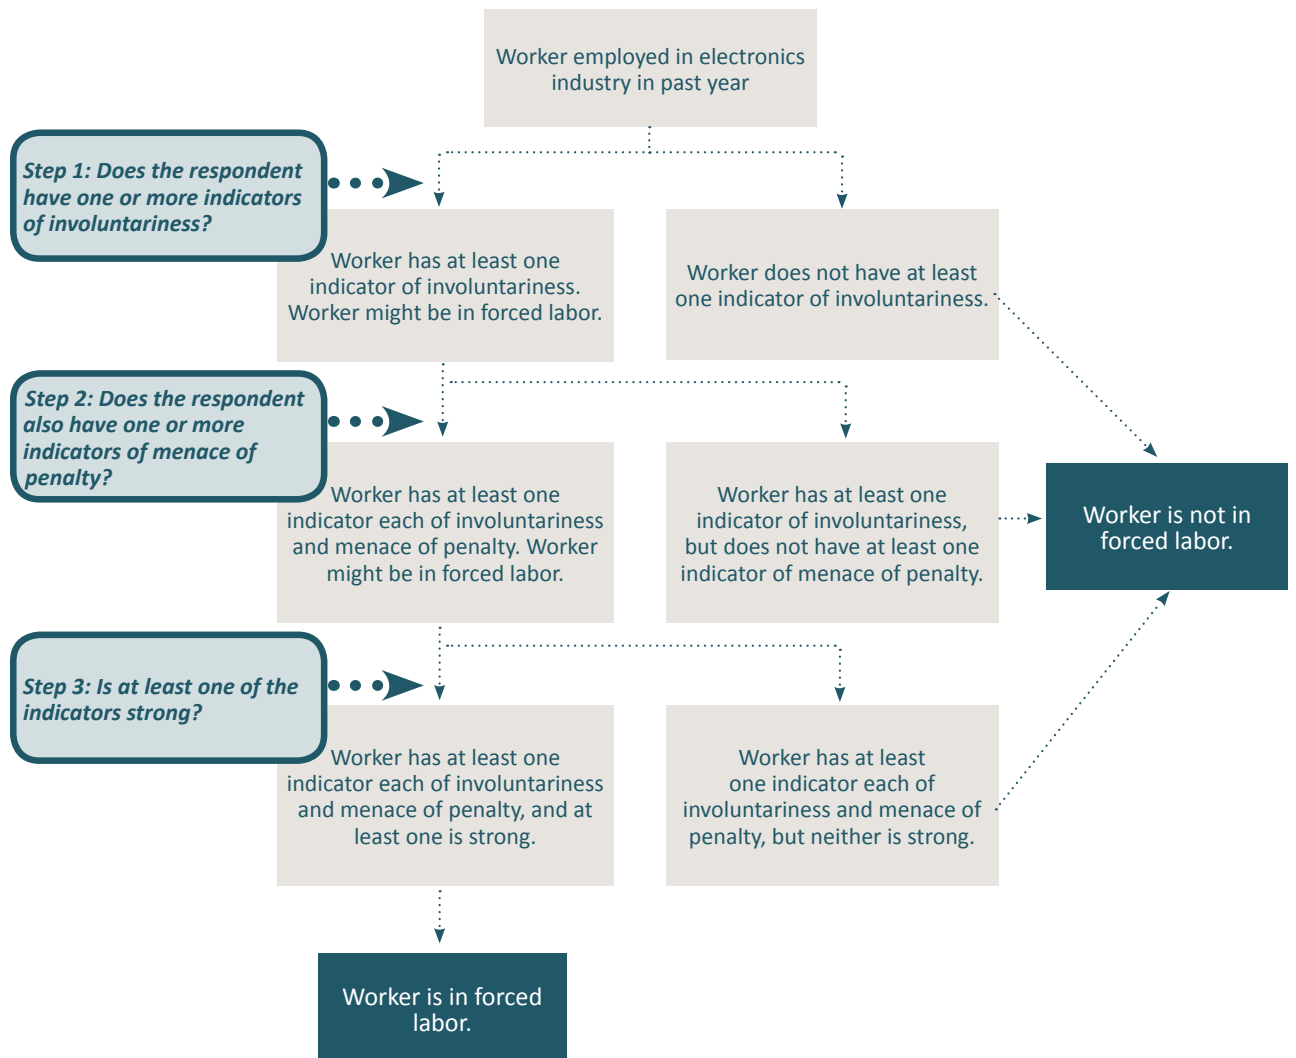 Worker employed in electronics
industry in past year
Step 1: Does the respondent
have one or more indicators
of involuntariness?
Worker has at least one
indicator of involuntariness.
Worker might be in forced labor.
Worker does not have at least
one indicator of involuntariness.
Step 2: Does the respondent
also have one or more
indicators of menace of
penalty?
Worker has at least one
indicator each of involuntariness
and menace of penalty. Worker
might be in forced labor.
Worker has at least one
indicator of involuntariness,
but does not have at least one
indicator of menace of penalty.
Worker is not in
forced labor.
Step 3: Is at least one of the
indicators strong?
Worker has at least one
indicator each of involuntariness
and menace of penalty, and at
least one is strong.
Worker has at least
one indicator each of
involuntariness and menace of
penalty, but neither is strong.
Worker is in forced
labor.